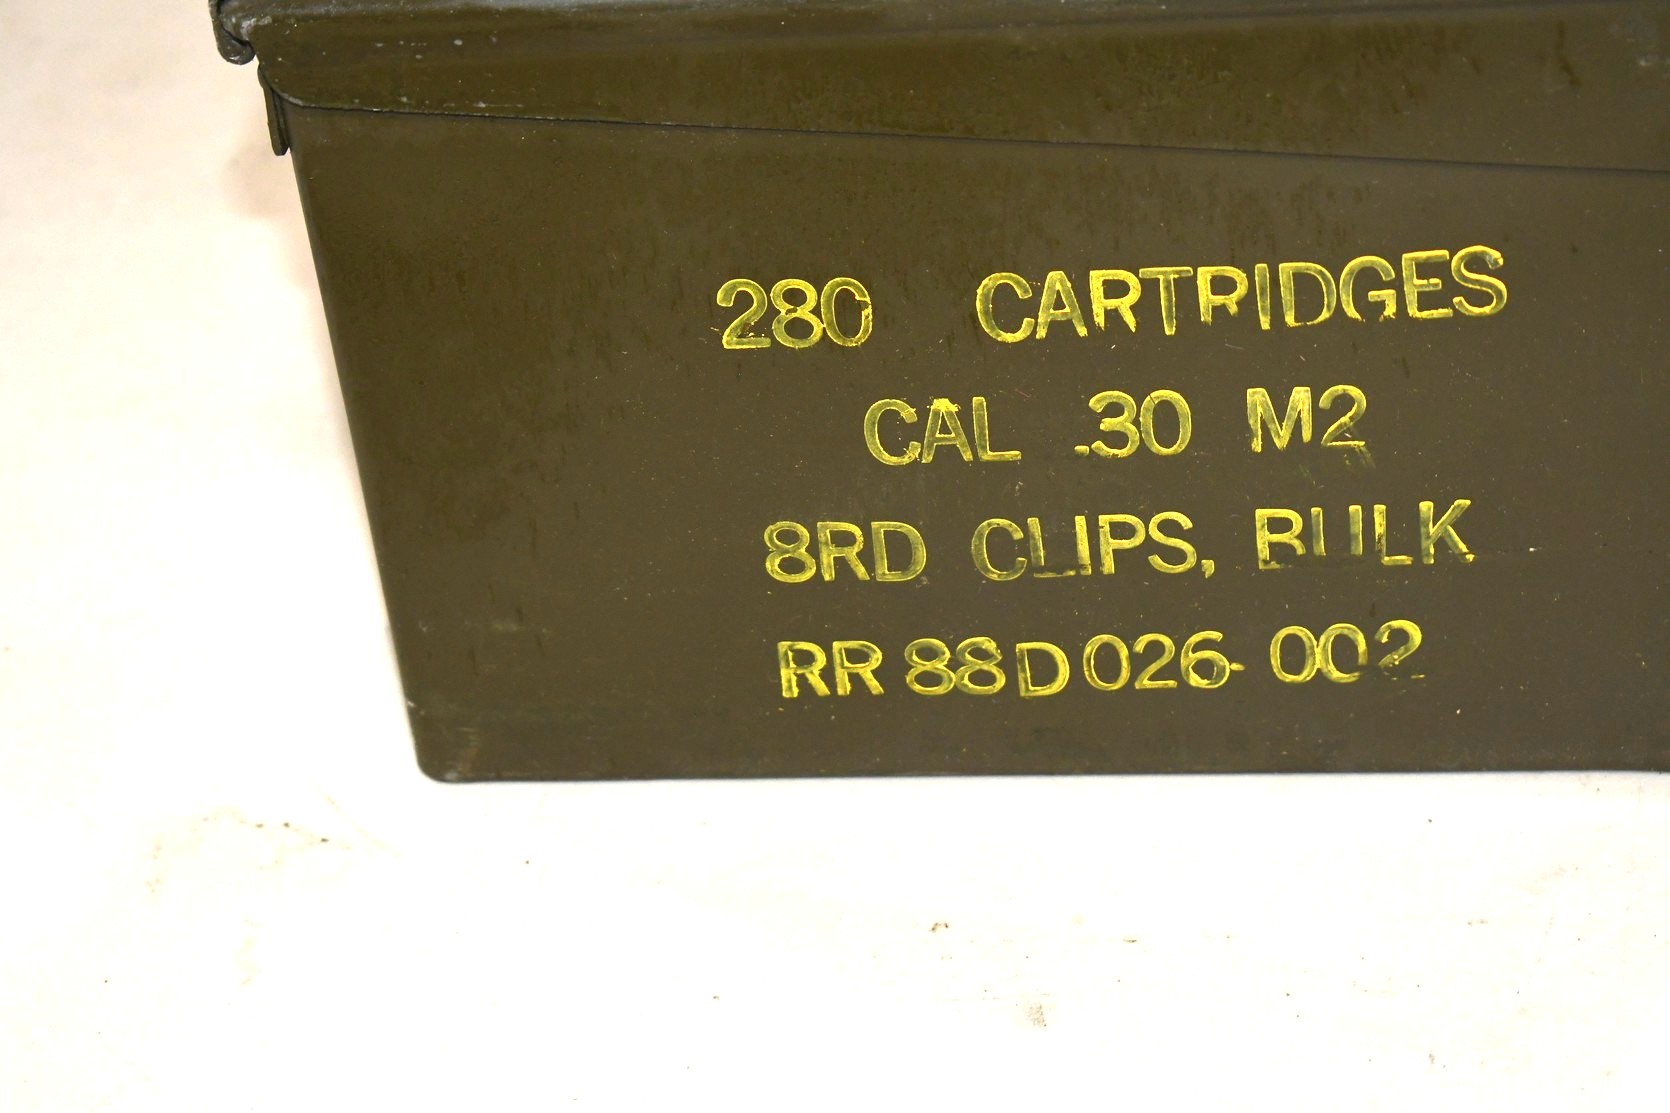 280 CARTRIDGES
CAL .30 M2
8RD CLIPS, BULK
RR 88D026-002